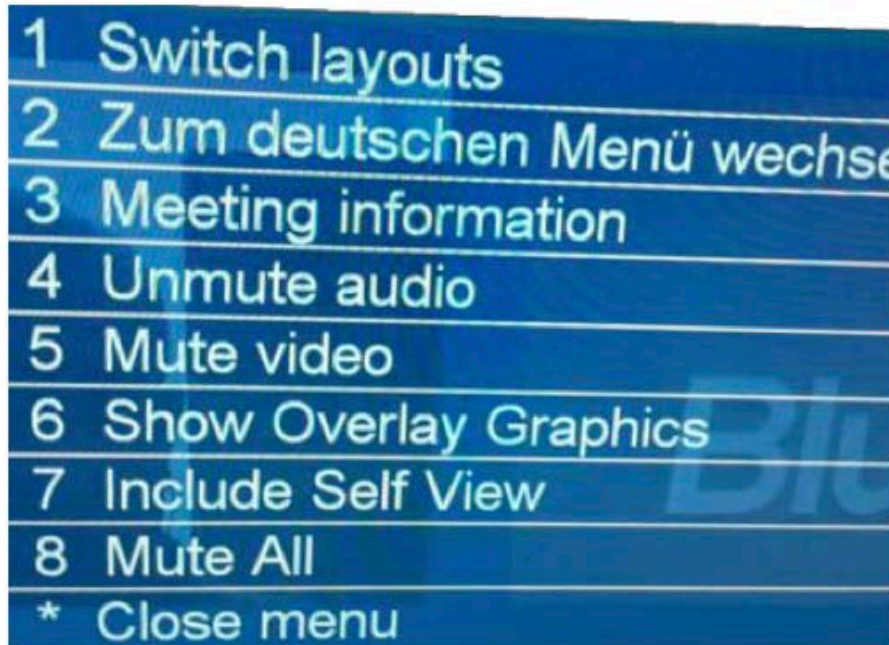 1 Switch layouts
2 Zum deutschen Menü wechse
3 Meeting information
4 Unmute audio
5 Mute video
6 Show Overlay Graphics
7 Include Self View
8 Mute All
* Close menu
Blu